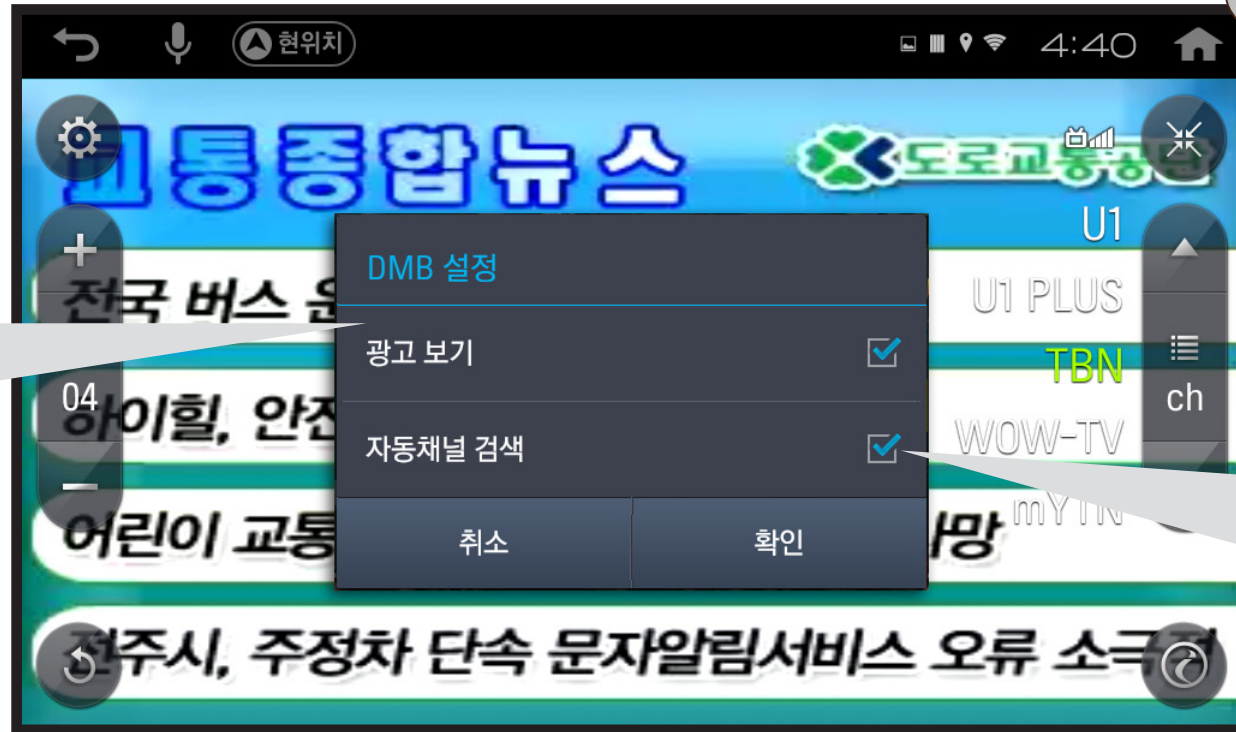 현위치
4:40
교통종합뉴스
도로교통공단
U1
DMB 설정
전국 버스
U1 PLUS
광고 보기
TBN
04
ch
하이힐, 안전
자동채널 검색
WOW-TV
mYTN
어린이 교통
취소
확인
사망
전주시, 주정차 단속 문자알림서비스 오류 소극적